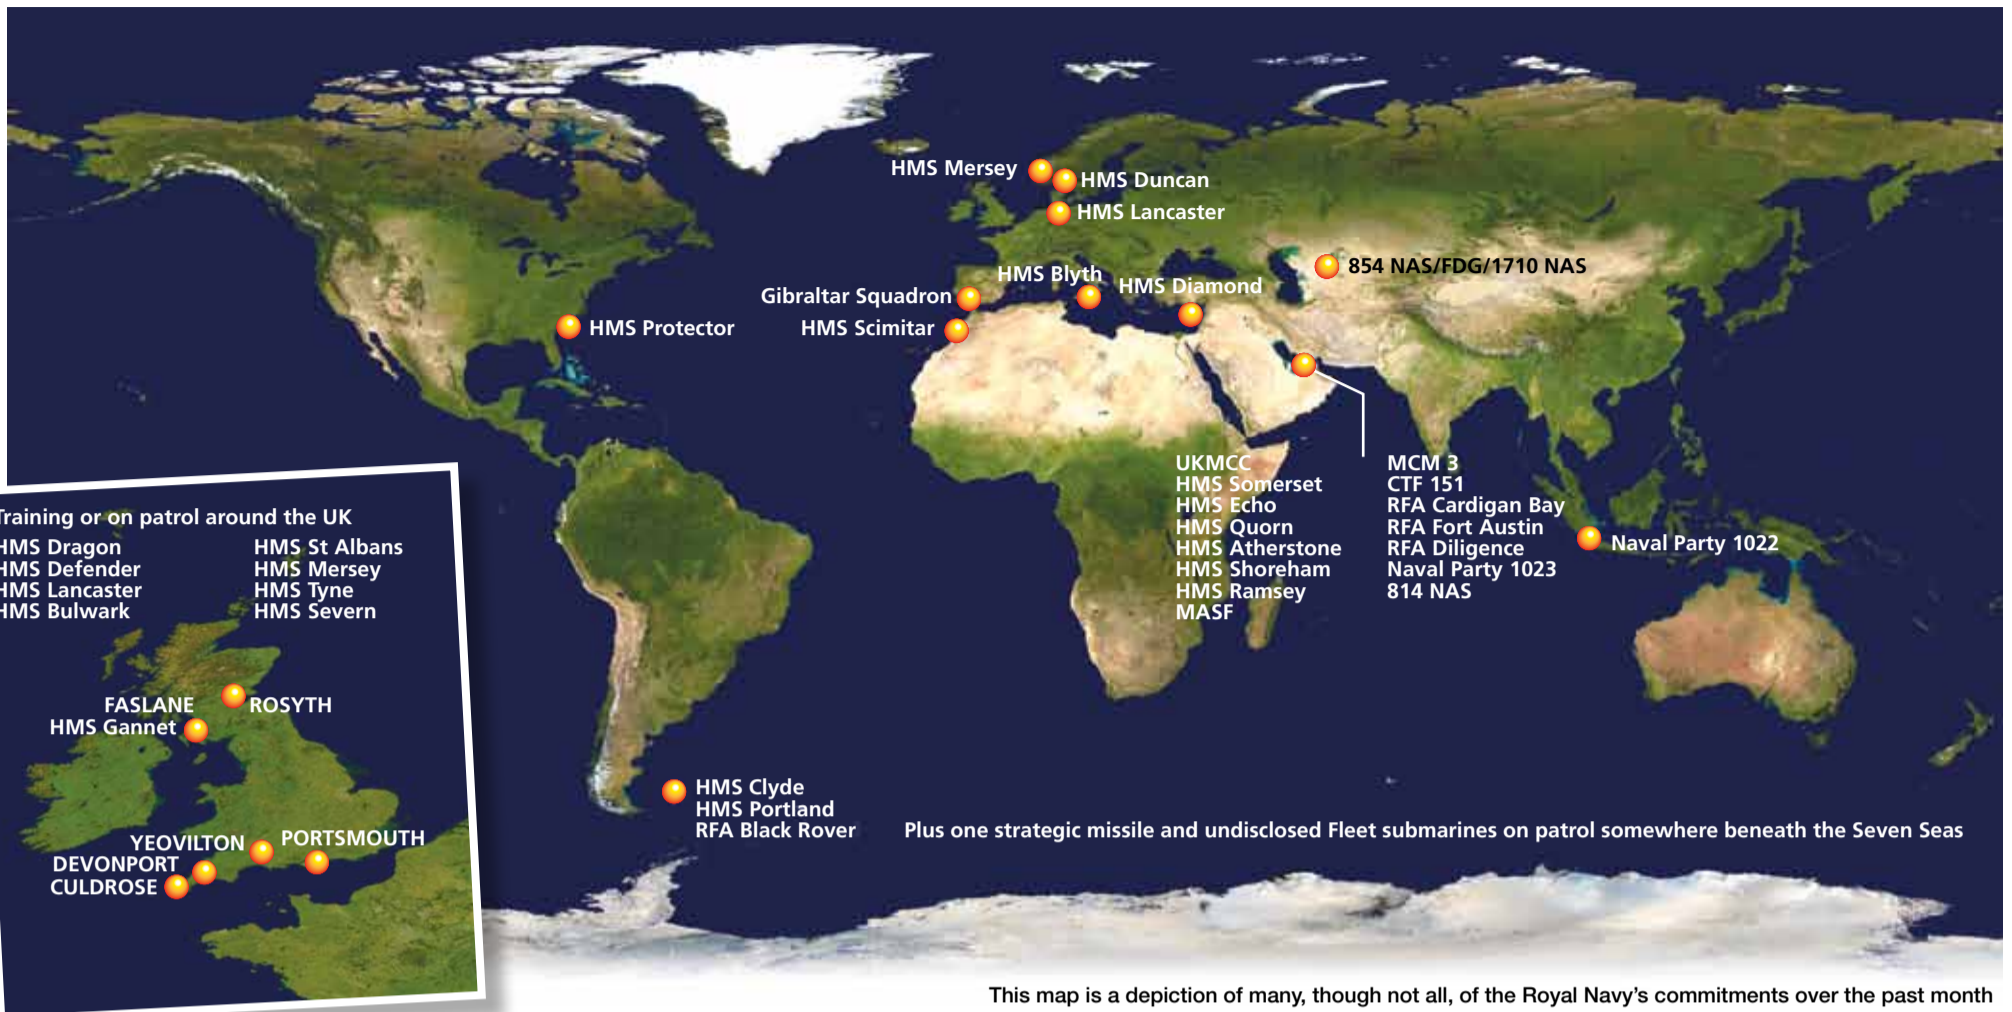 HMS Mersey
HMS Duncan
HMS Lancaster
854 NAS/FDG/1710 NAS
HMS Blyth
HMS Diamond
Gibraltar Squadron
HMS Scimitar
HMS Protector
UKMCC
HMS Somerset
HMS Echo
HMS Quorn
HMS Atherstone
HMS Shoreham
HMS Ramsey
MASF
MCM 3
CTF 151
RFA Cardigan Bay
RFA Fort Austin
RFA Diligence
Naval Party 1023
814 NAS
Naval Party 1022
Training or on patrol around the UK
HMS Dragon
HMS Defender
HMS Lancaster
HMS Bulwark
HMS St Albans
HMS Mersey
HMS Tyne
HMS Severn
FASLANE
ROSYTH
HMS Gannet
YEOVILTON
PORTSMOUTH
DEVONPORT
CULDROSE
HMS Clyde
HMS Portland
RFA Black Rover
Plus one strategic missile and undisclosed Fleet submarines on patrol somewhere beneath the Seven Seas
This map is a depiction of many, though not all, of the Royal Navy's commitments over the past month